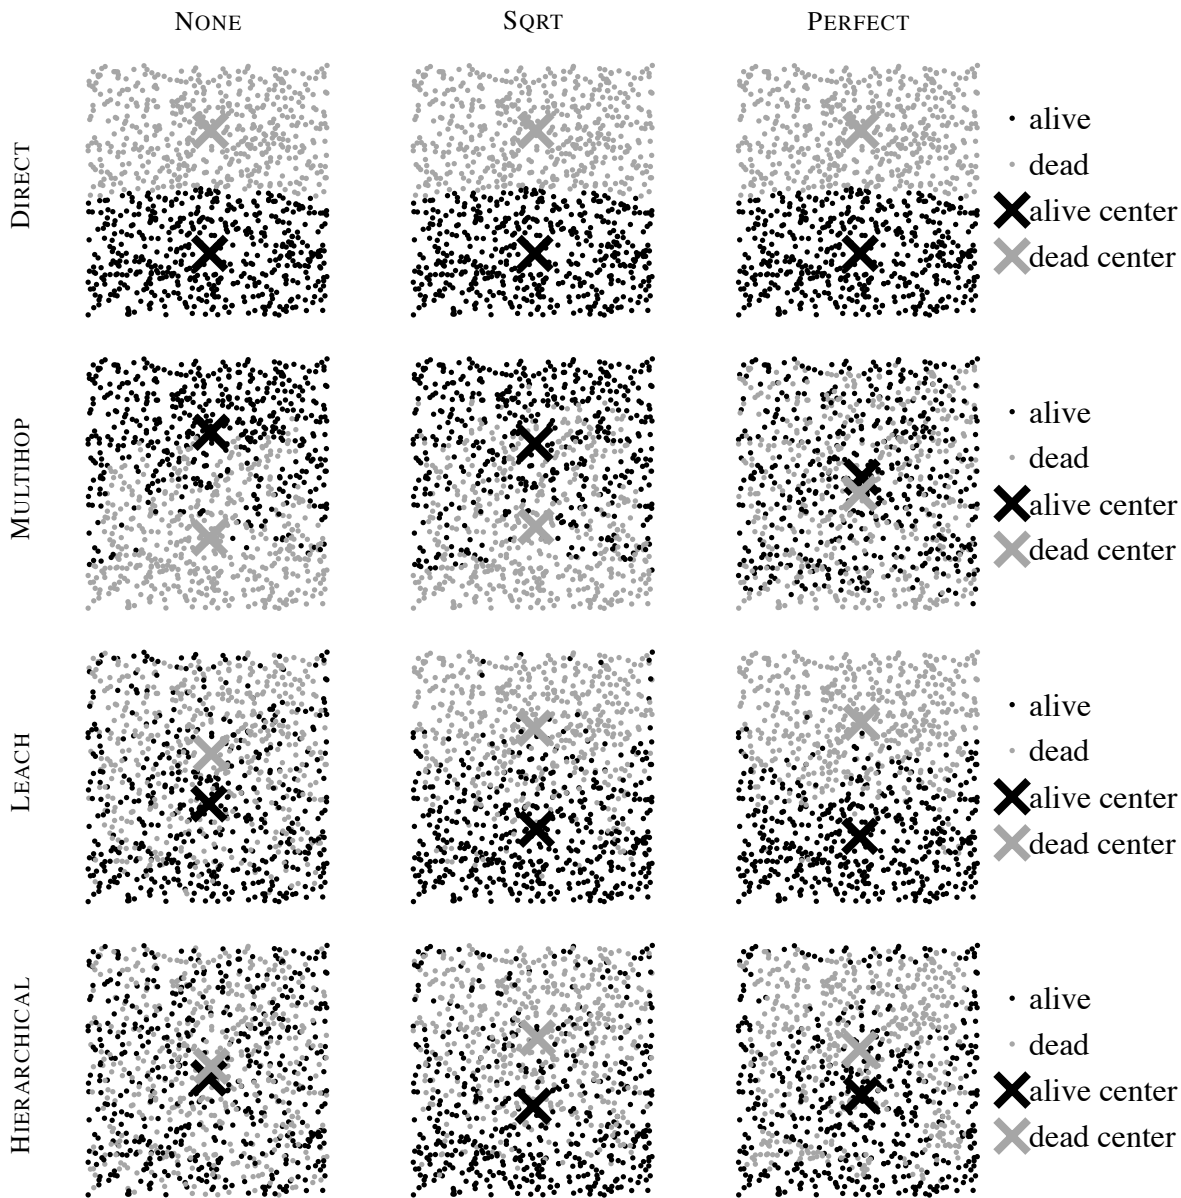 NONE SQRT PERFECT
DIRECT
alive
dead
alive center
dead center
MULTIHOP
alive
dead
alive center
dead center
LEACH
alive
dead
alive center
dead center
HIERARCHICAL
alive
dead
alive center
dead center